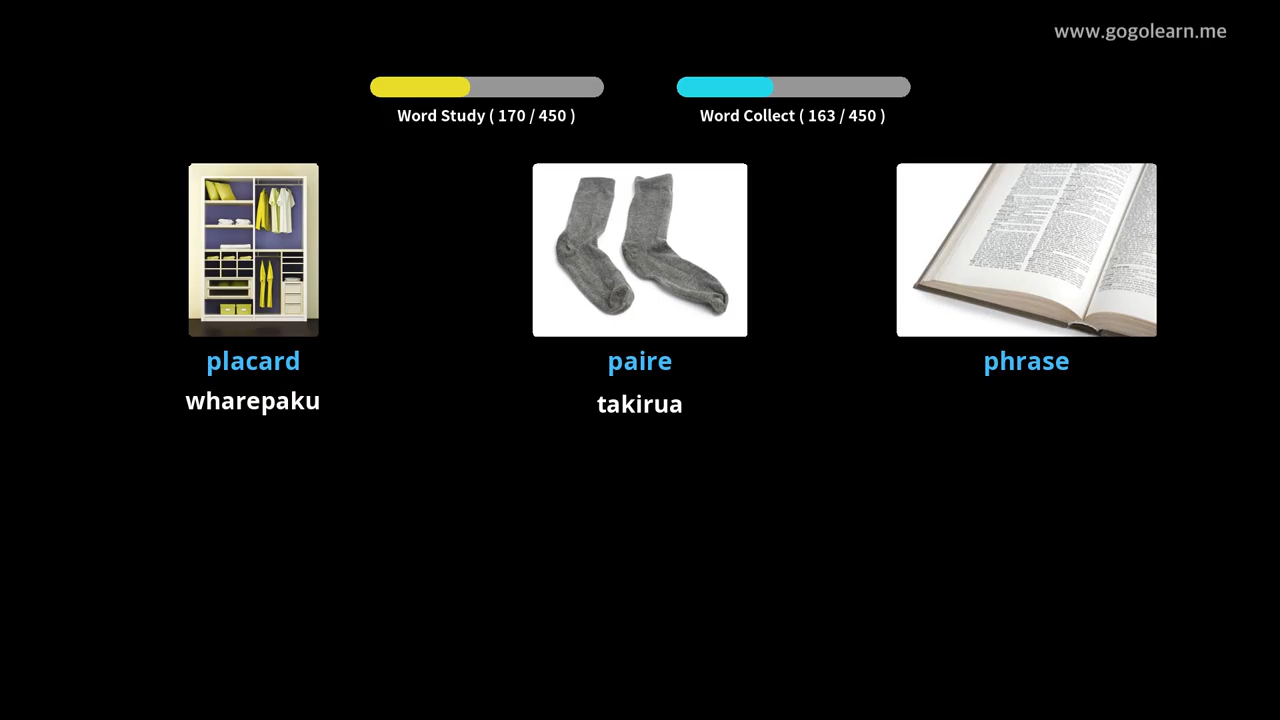 www.gogolearn.me
Word Study ( 170 / 450 )
Word Collect ( 163 / 450 )
placard
paire
phrase
wharepaku
takirua